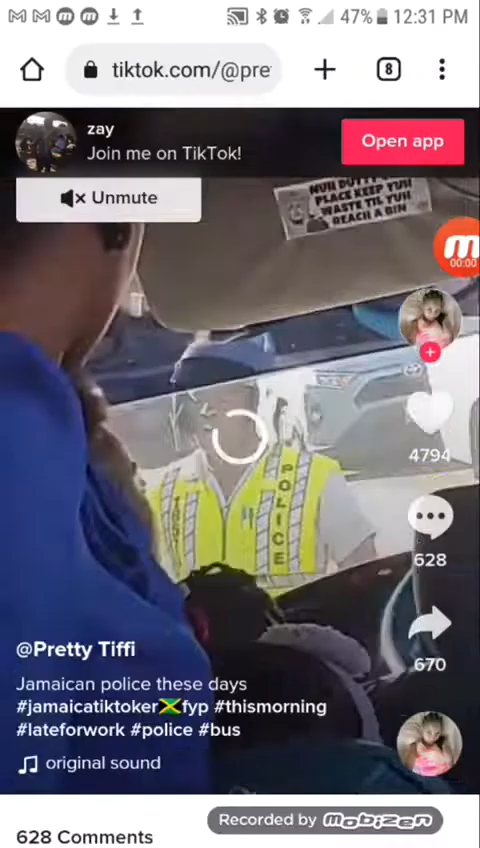 47% 12:31 PM
tiktok.com/@pre
8
zay
Join me on TikTok!
Open app
Unmute
NUH DUTTY UP
PLACE KEEP YUH
WASTE TIL YUH
REACH A BIN
00:00
4794
POLICE
628
670
@Pretty Tiffi
Jamaican police these days
#jamaicatiktoker🇯🇲fyp #thismorning
#lateforwork #police #bus
original sound
Recorded by MOBIZEN
628 Comments